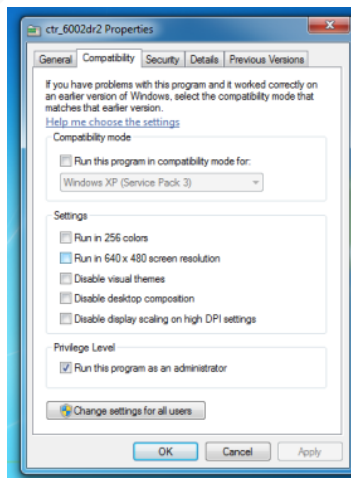 ctr_6002dr2 Properties
General Compatibility Security Details Previous Versions
If you have problems with this program and it worked correctly on
an earlier version of Windows, select the compatibility mode that
matches that earlier version.
Help me choose the settings
Compatibility mode
Run this program in compatibility mode for:
Windows XP (Service Pack 3)
Settings
Run in 256 colors
Run in 640 x 480 screen resolution
Disable visual themes
Disable desktop composition
Disable display scaling on high DPI settings
Privilege Level
Run this program as an administrator
Change settings for all users
OK Cancel Apply